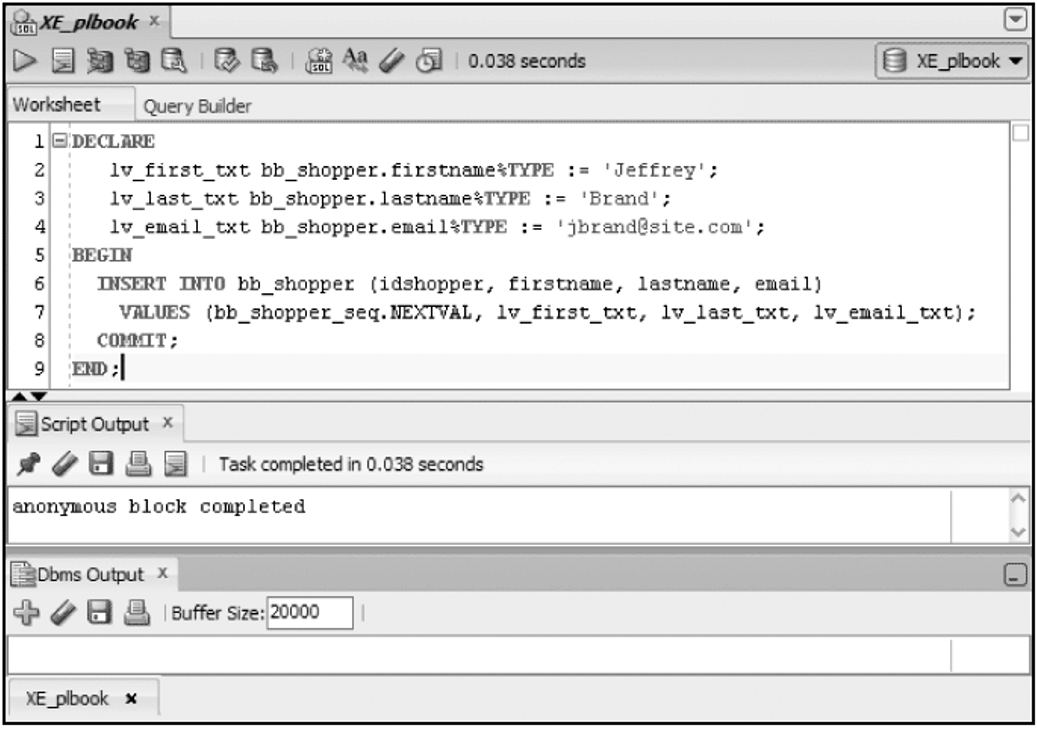 XE_plbook
0.038 seconds XE_plbook
Worksheet Query Builder
1 DECLARE
2 lv_first_txt bb_shopper.firstname%TYPE := 'Jeffrey';
3 lv_last_txt bb_shopper.lastname%TYPE := 'Brand';
4 lv_email_txt bb_shopper.email%TYPE := 'jbrand@site.com';
5 BEGIN
6 INSERT INTO bb_shopper (idshopper, firstname, lastname, email)
7 VALUES (bb_shopper_seq.NEXTVAL, lv_first_txt, lv_last_txt, lv_email_txt);
8 COMMIT;
9 END;
Script Output
Task completed in 0.038 seconds
anonymous block completed
Dbms Output
Buffer Size: 20000
XE_plbook